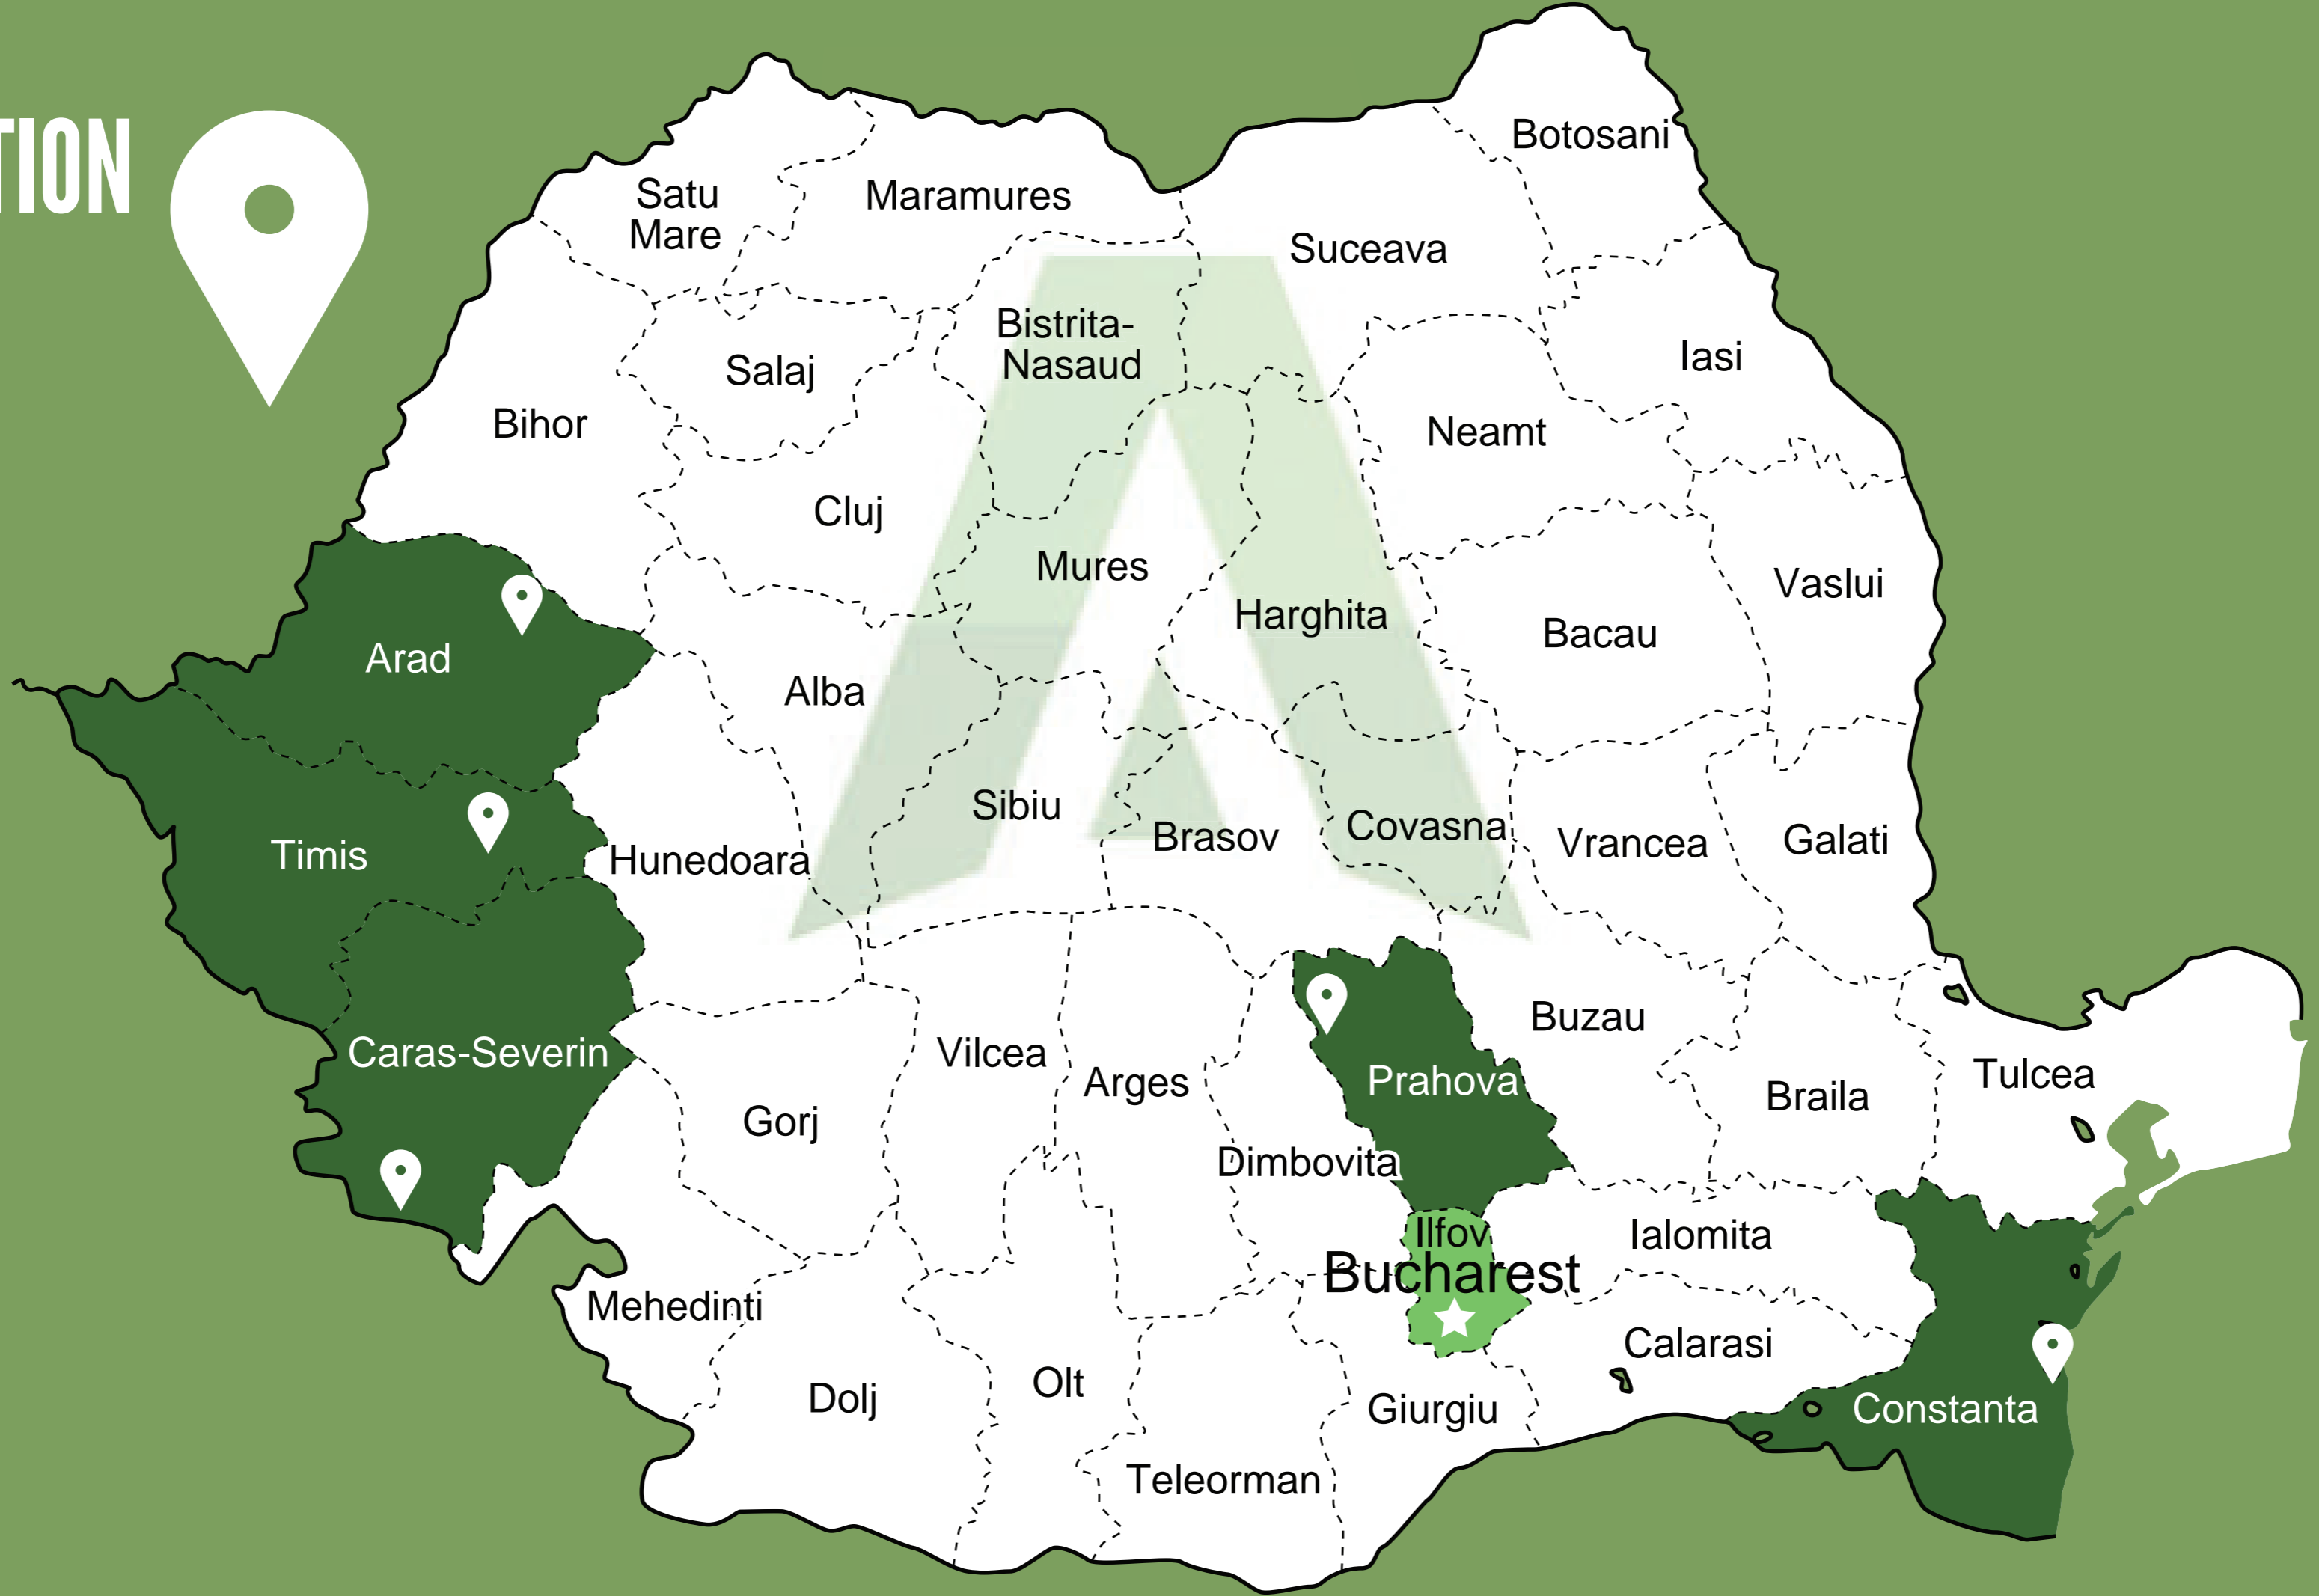 TION
Botosani
Satu
Mare
Maramures
Suceava
Bistrita-
Nasaud
Iasi
Salaj
Bihor
Neamt
Cluj
Mures
Vaslui
Harghita
Bacau
Arad
Alba
Sibiu
Brasov
Covasna
Vrancea
Galati
Timis
Hunedoara
Buzau
Caras-Severin
Vilcea
Arges
Prahova
Braila
Tulcea
Gorj
Dimbovita
Ilfov
Ialomita
Bucharest
Mehedinti
Calarasi
Dolj
Olt
Giurgiu
Constanta
Teleorman